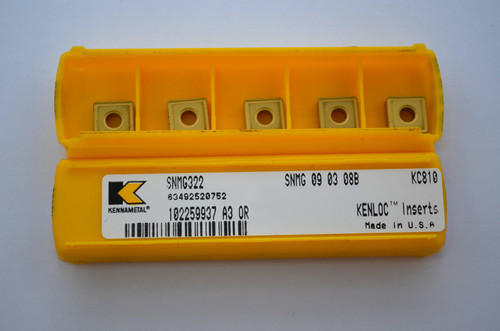 SNMG322 SNMG 09 03 08B KC810
63492520752
KENNAMETAL
102259937 A3 OR KENLOC™ Inserts
Made in U.S.A